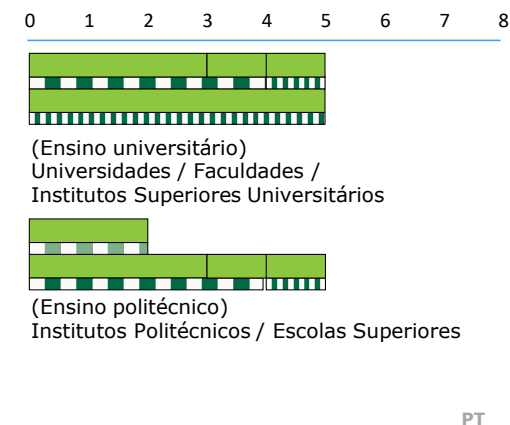 0 1 2 3 4 5 6 7 8
(Ensino universitário)
Universidades / Faculdades /
Institutos Superiores Universitários
(Ensino politécnico)
Institutos Politécnicos / Escolas Superiores
PT